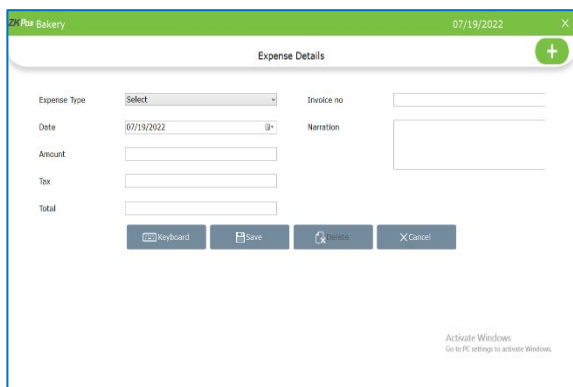 ZKPos Bakery 07/19/2022 X
Expense Details
+
Expense Type Select Invoice no
Date 07/19/2022 Narration
Amount
Tax
Total
Keyboard Save Delete X Cancel
Activate Windows
Go to PC settings to activate Windows.